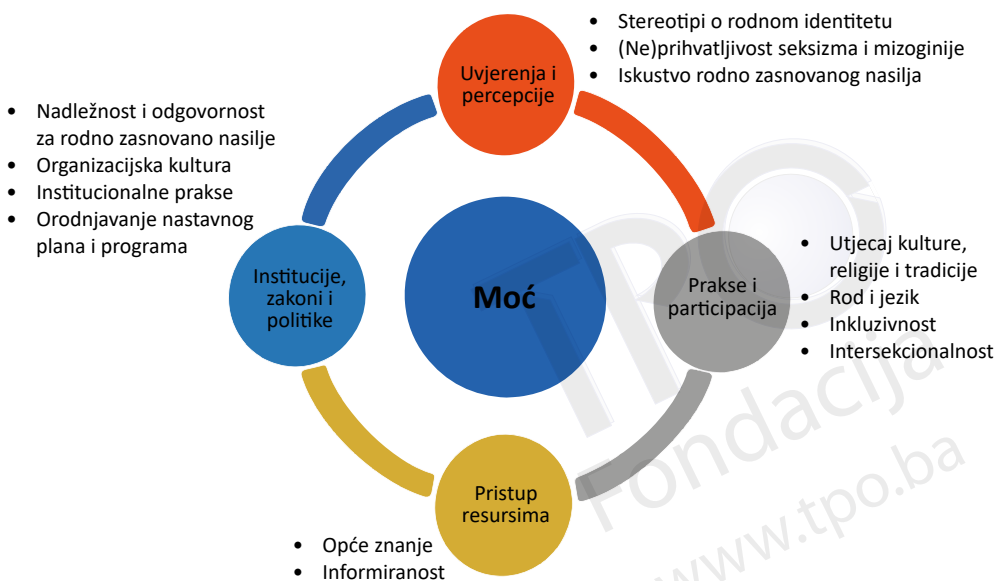 • Stereotipi o rodnom identitetu
• (Ne)prihvatljivost seksizma i mizoginije
• Iskustvo rodno zasnovanog nasilja
Uvjerenja i
percepcije
• Nadležnost i odgovornost
za rodno zasnovano nasilje
• Organizacijska kultura
• Institucionalne prakse
• Orodnjavanje nastavnog
plana i programa
Institucije,
zakoni i
politike
Moć
Prakse i
participacija
• Utjecaj kulture,
religije i tradicije
• Rod i jezik
• Inkluzivnost
• Intersekcionalnost
Pristup
resursima
• Opće znanje
• Informiranost
TPO
Fondacija
www.tpo.ba